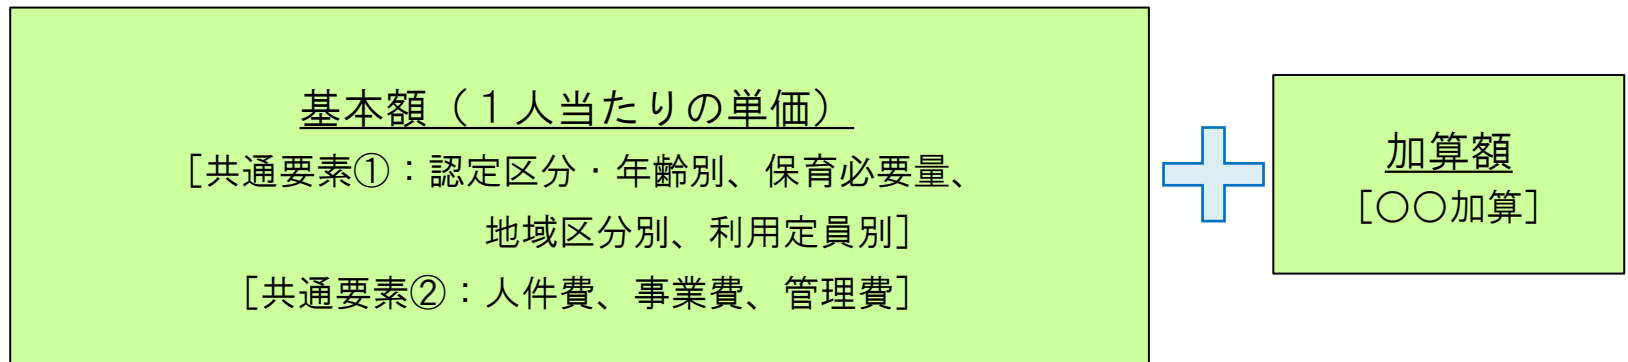 基本額（１人当たりの単価）
［共通要素①：認定区分・年齢別、保育必要量、
地域区分別、利用定員別］
［共通要素②：人件費、事業費、管理費］
加算額
［○○加算］